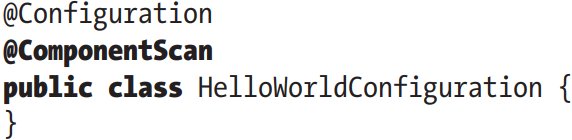 @Configuration
@ComponentScan
public class HelloWorldConfiguration {
}